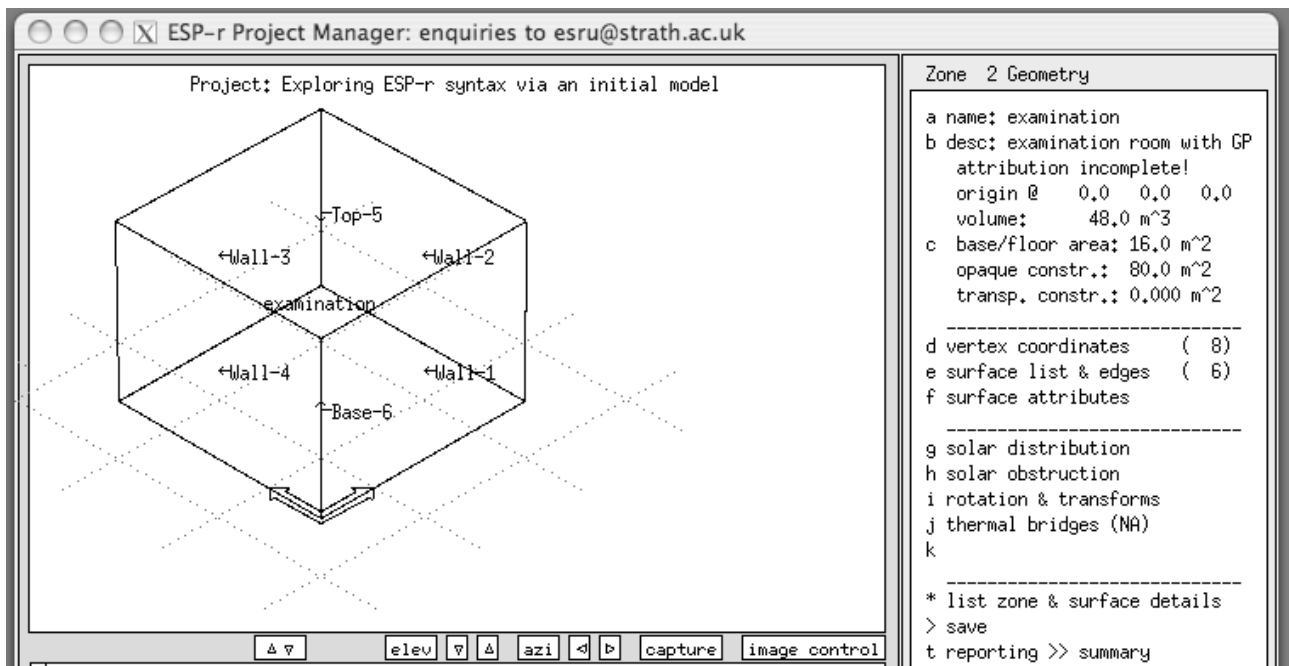 ESP-r Project Manager: enquiries to esru@strath.ac.uk
Project: Exploring ESP-r syntax via an initial model
Top-5
Wall-3
Wall-2
examination
Wall-4
Wall-1
Base-6
elev
azi
capture
image control
Zone 2 Geometry
a name: examination
b desc: examination room with GP
attribution incomplete!
origin @ 0.0 0.0 0.0
volume: 48.0 m^3
c base/floor area: 16.0 m^2
opaque constr.: 80.0 m^2
transp. constr.: 0.000 m^2
d vertex coordinates ( 8)
e surface list & edges ( 6)
f surface attributes
g solar distribution
h solar obstruction
i rotation & transforms
j thermal bridges (NA)
k
* list zone & surface details
> save
t reporting >> summary